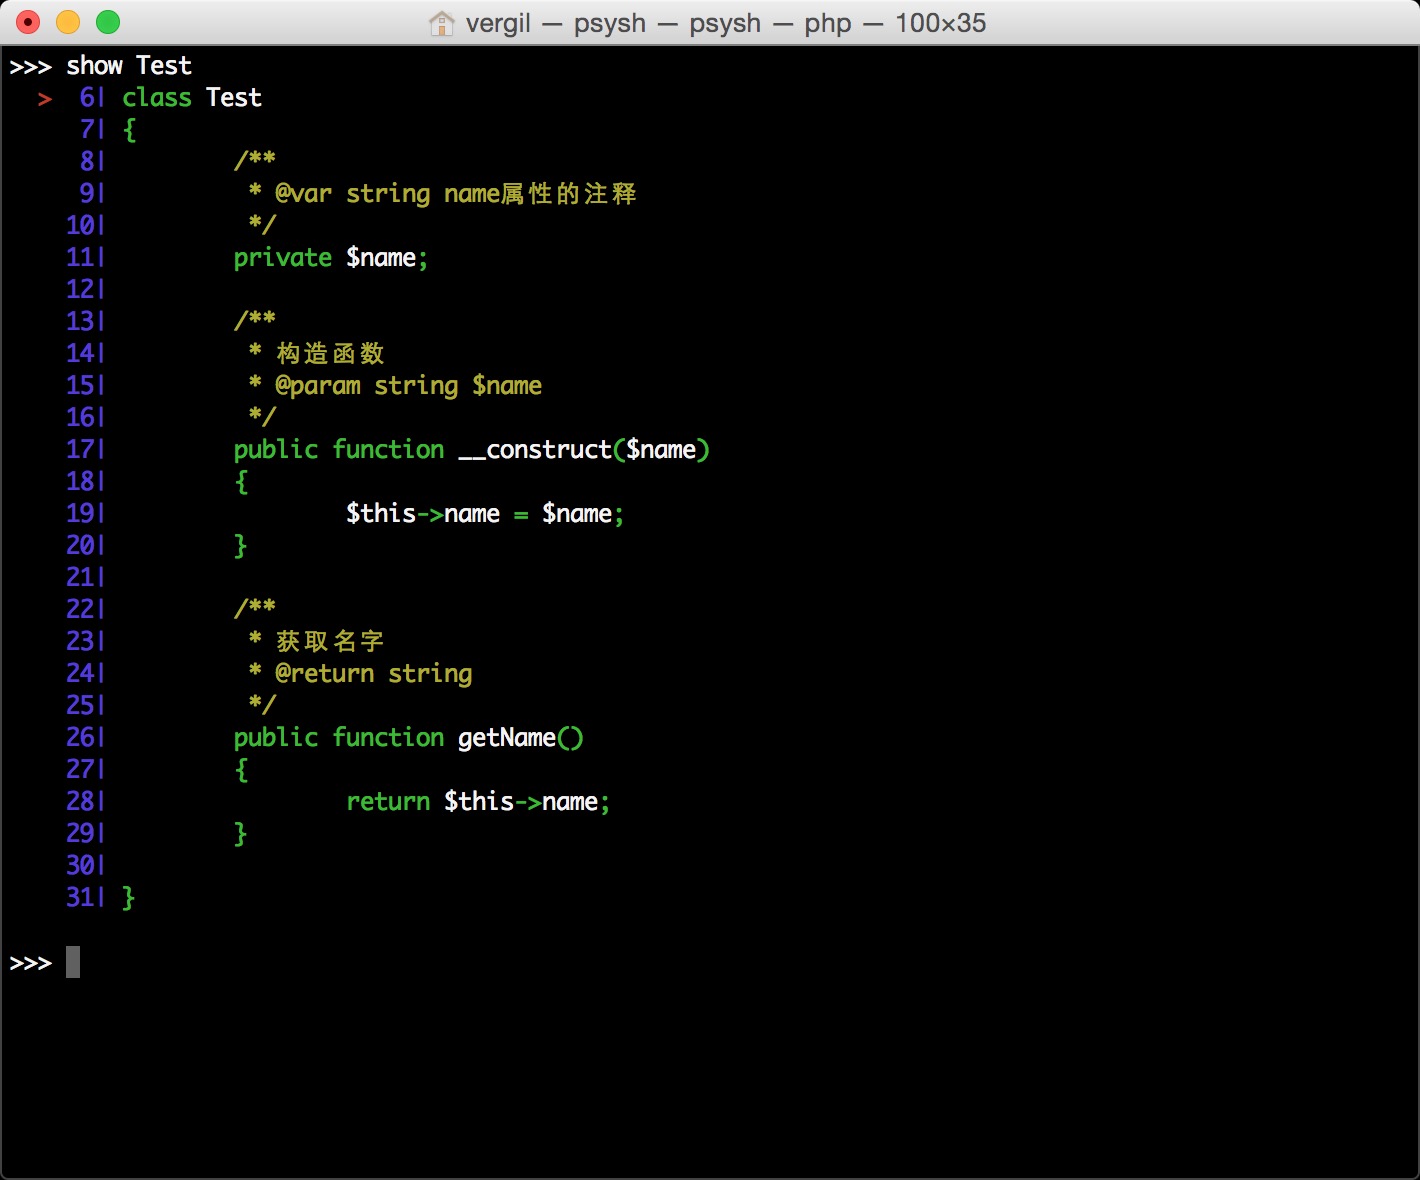 vergil — psysh — psysh — php — 100×35
>>> show Test
  >  6| class Test
     7| {
     8|         /**
     9|          * @var string name属性的注释
    10|          */
    11|         private $name;
    12|
    13|         /**
    14|          * 构造函数
    15|          * @param string $name
    16|          */
    17|         public function __construct($name)
    18|         {
    19|                 $this->name = $name;
    20|         }
    21|
    22|         /**
    23|          * 获取名字
    24|          * @return string
    25|          */
    26|         public function getName()
    27|         {
    28|                 return $this->name;
    29|         }
    30|
    31| }
>>>